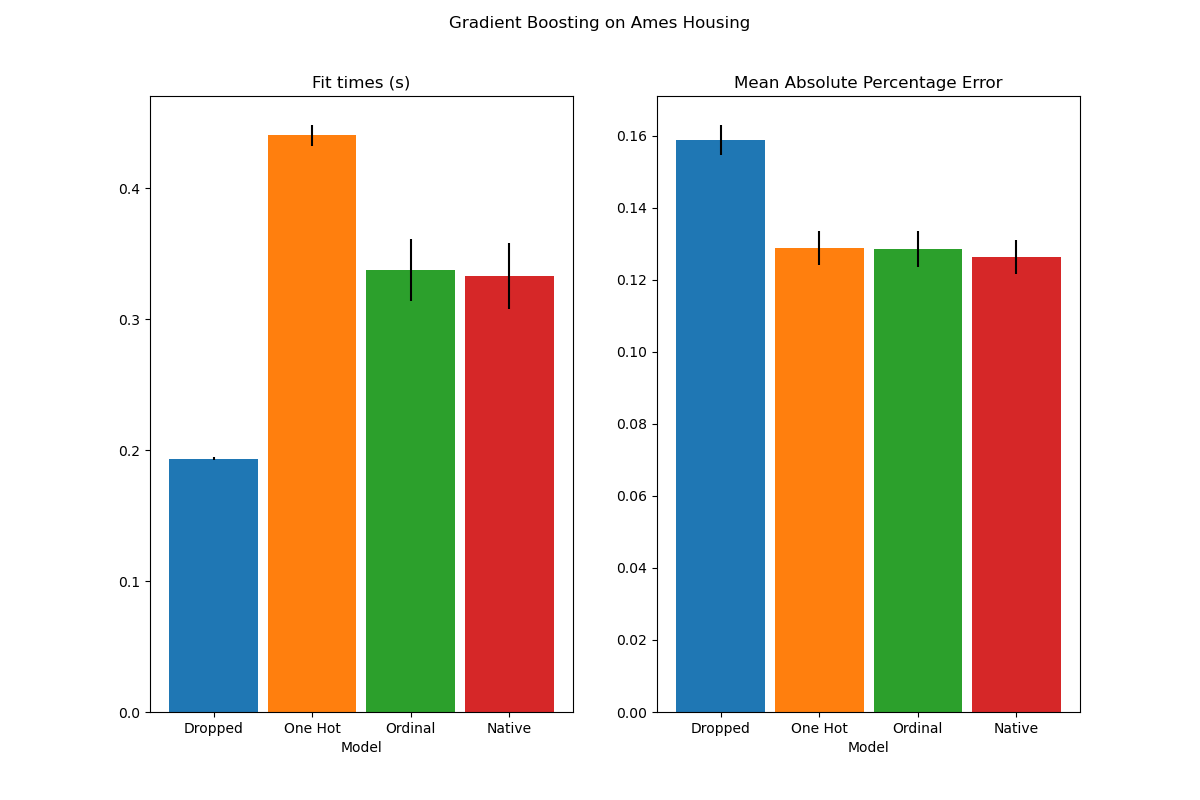 Gradient Boosting on Ames Housing
Fit times (s)
0.4
0.3
0.2
0.1
0.0
Dropped One Hot Ordinal Native
Model
Mean Absolute Percentage Error
0.16
0.14
0.12
0.10
0.08
0.06
0.04
0.02
0.00
Dropped One Hot Ordinal Native
Model